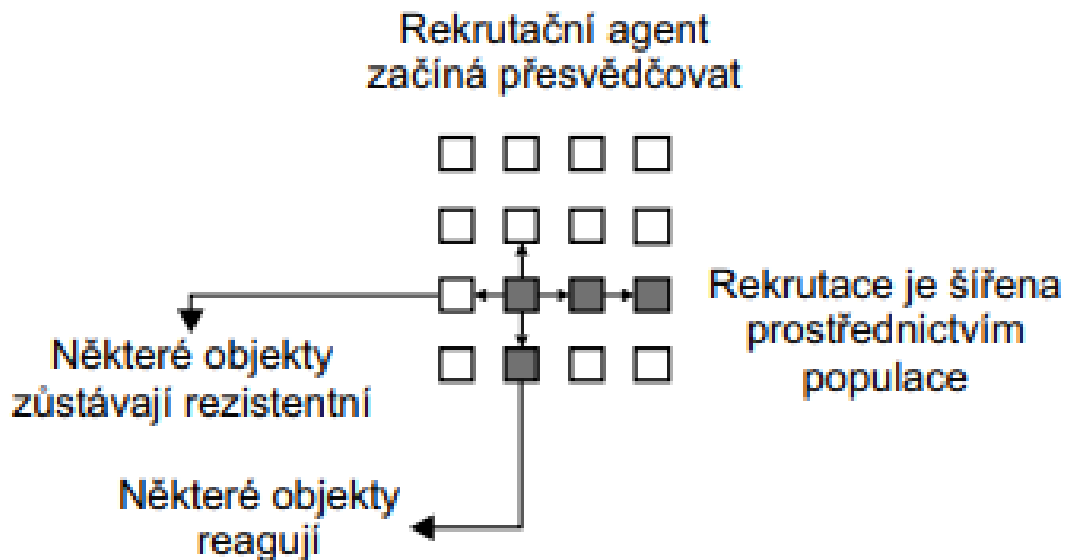 Rekrutační agent
začíná přesvědčovat
Rekrutace je šířena
prostřednictvím
populace
Některé objekty
zůstávají rezistentní
Některé objekty
reagují